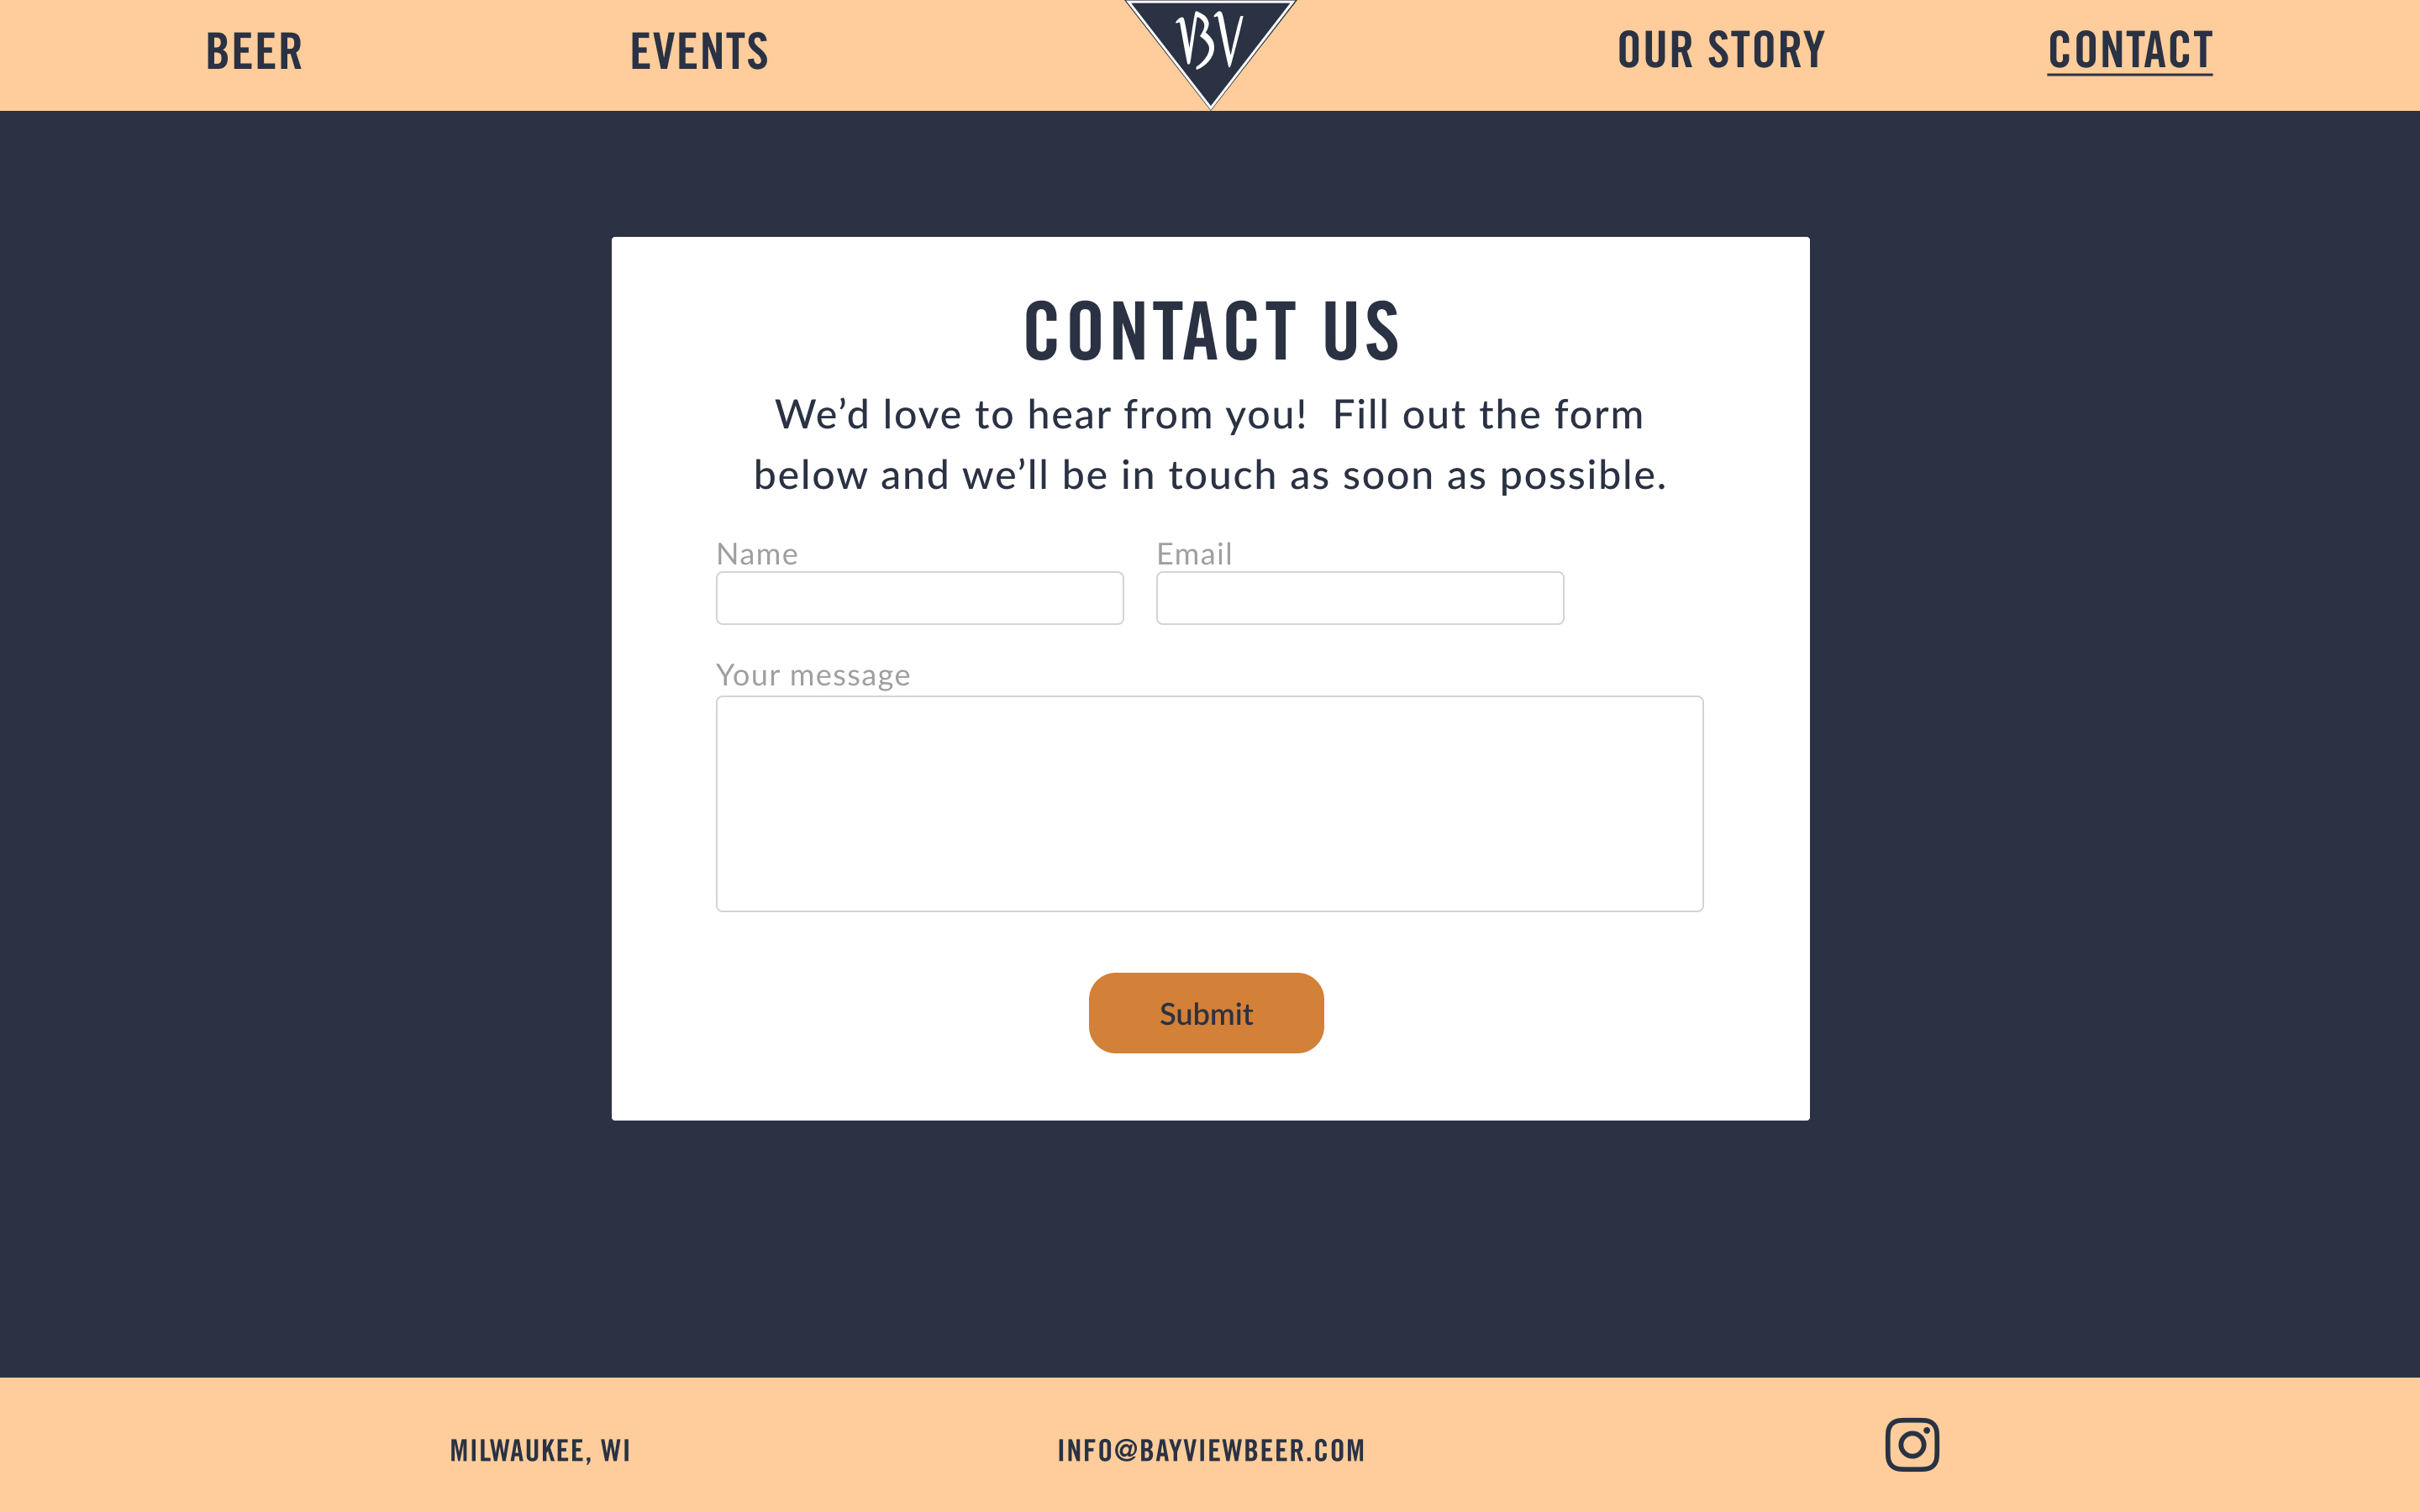 BEER
EVENTS
BV
OUR STORY
CONTACT
CONTACT US
We’d love to hear from you!  Fill out the form
below and we’ll be in touch as soon as possible.
Name
Email
Your message
Submit
MILWAUKEE, WI
INFO@BAYVIEWBEER.COM